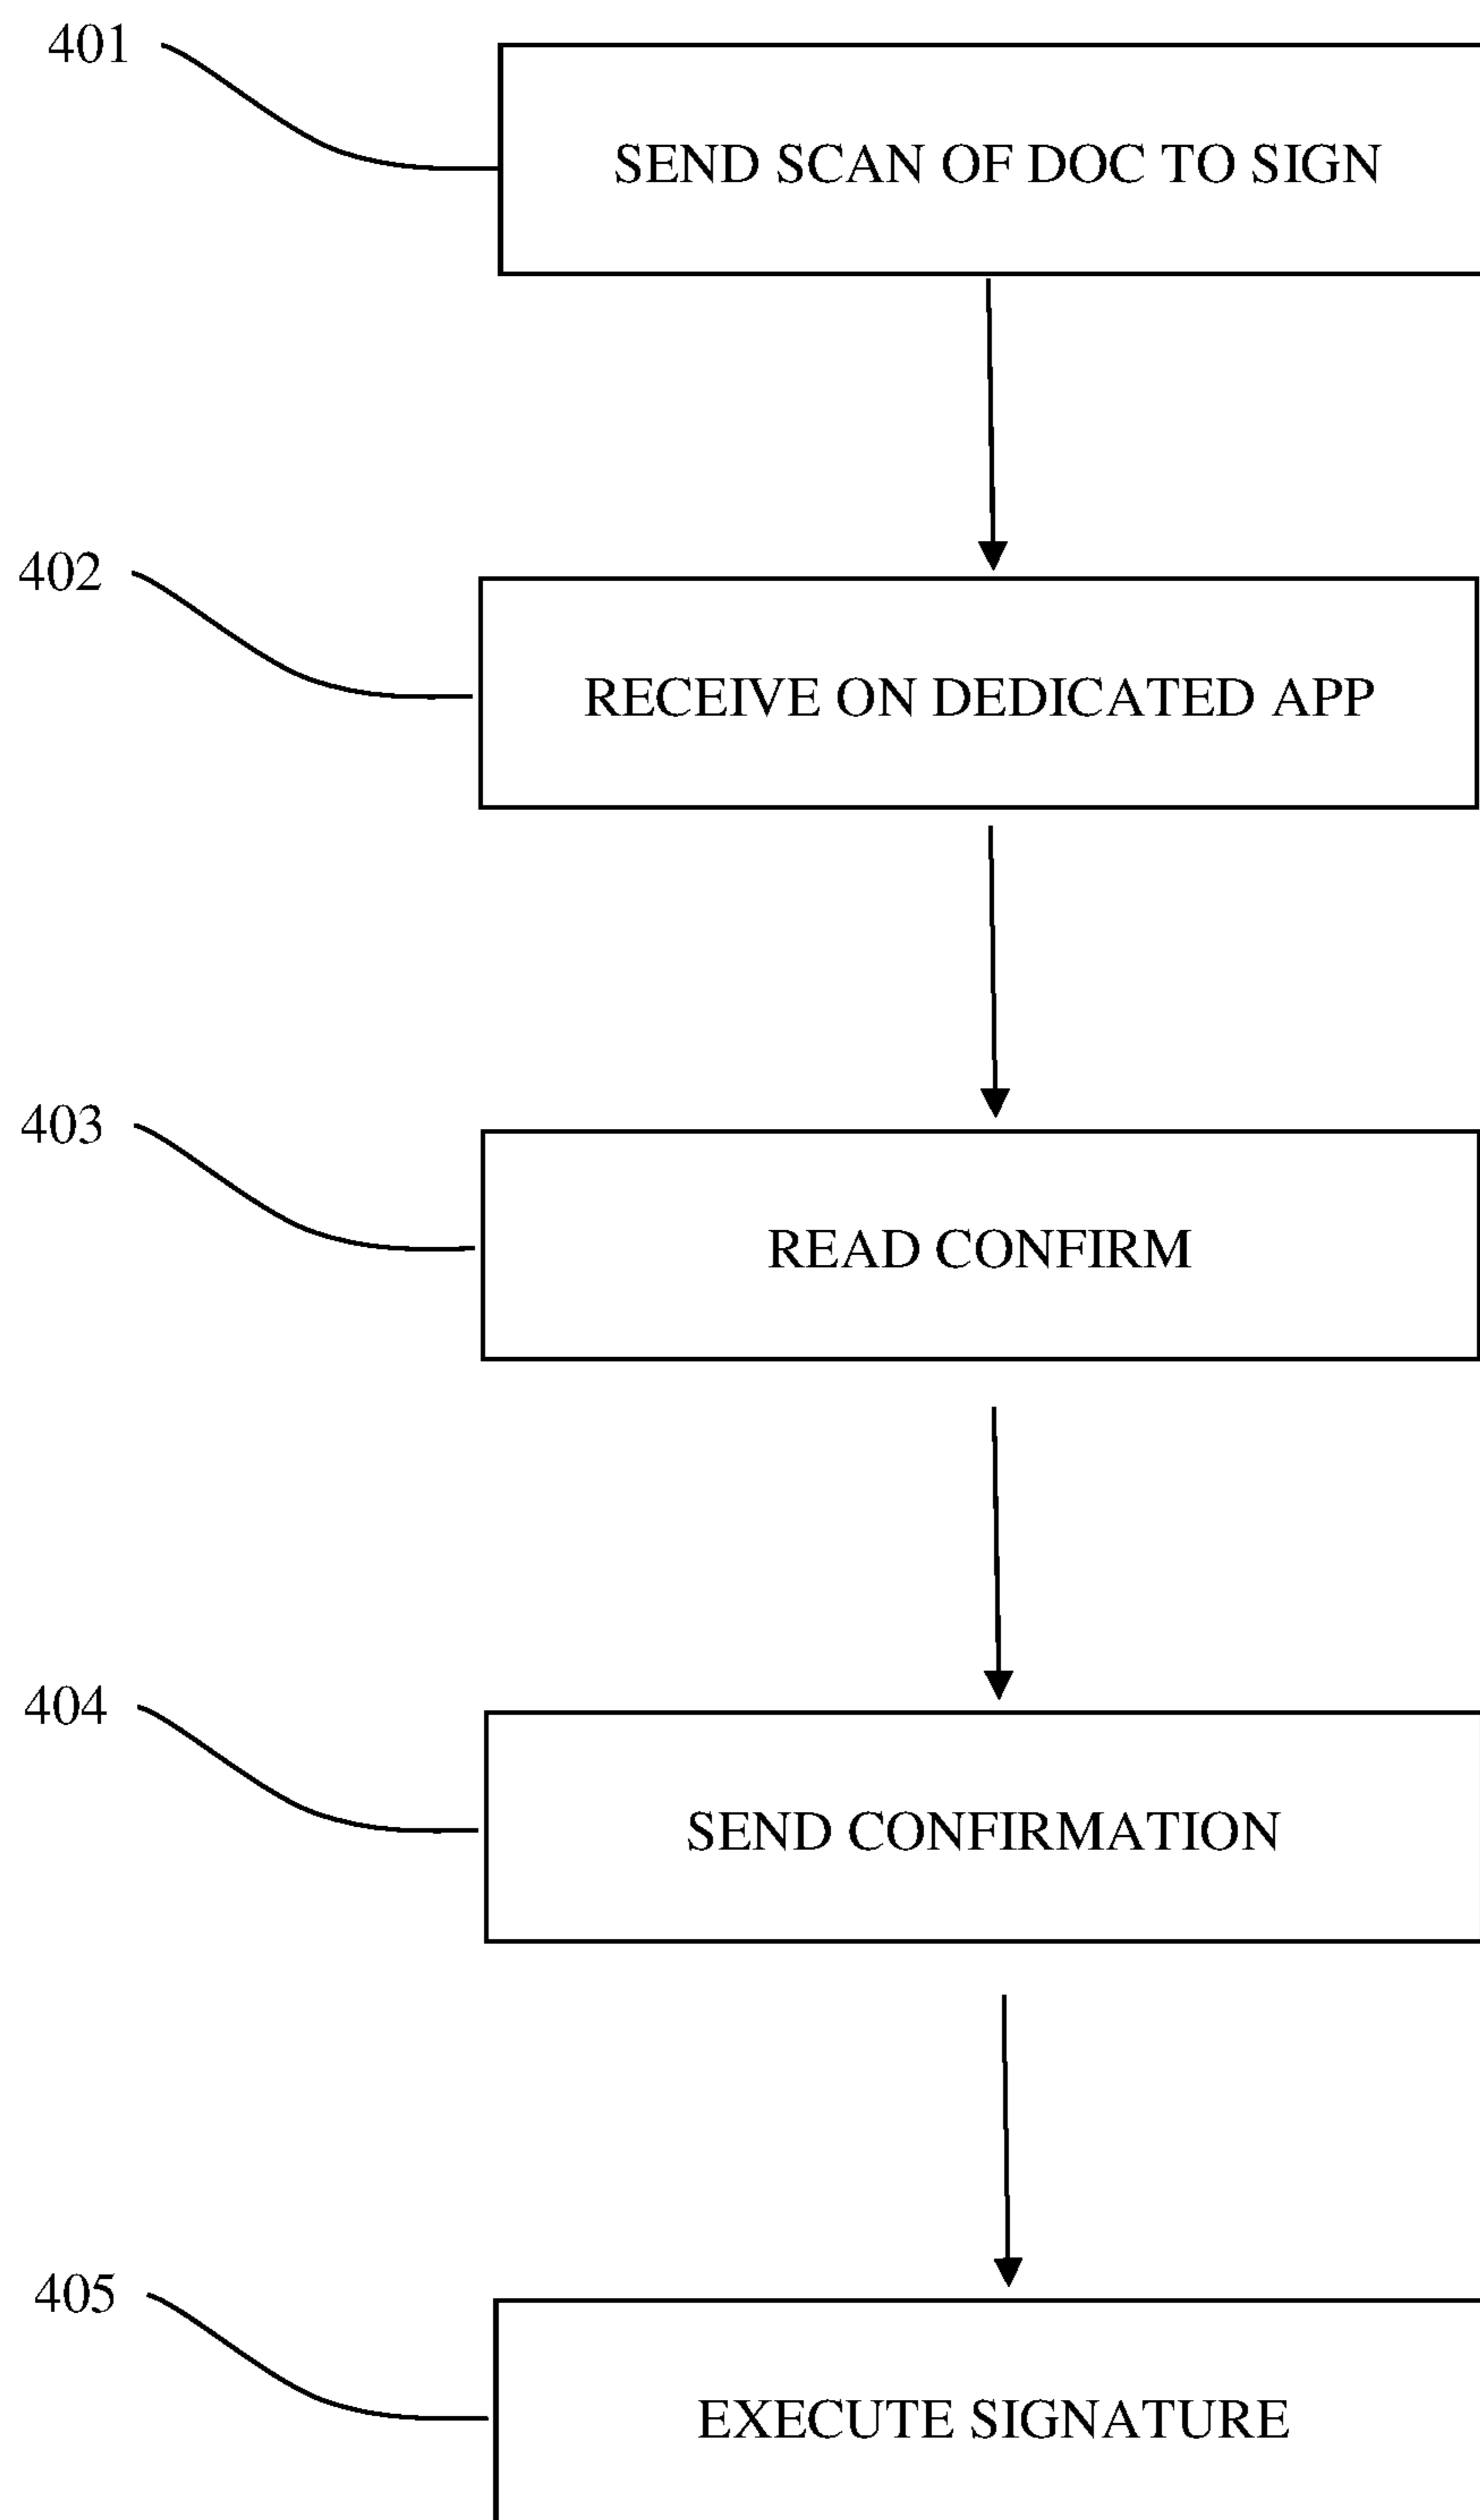 401
SEND SCAN OF DOC TO SIGN
402
RECEIVE ON DEDICATED APP
403
READ CONFIRM
404
SEND CONFIRMATION
405
EXECUTE SIGNATURE